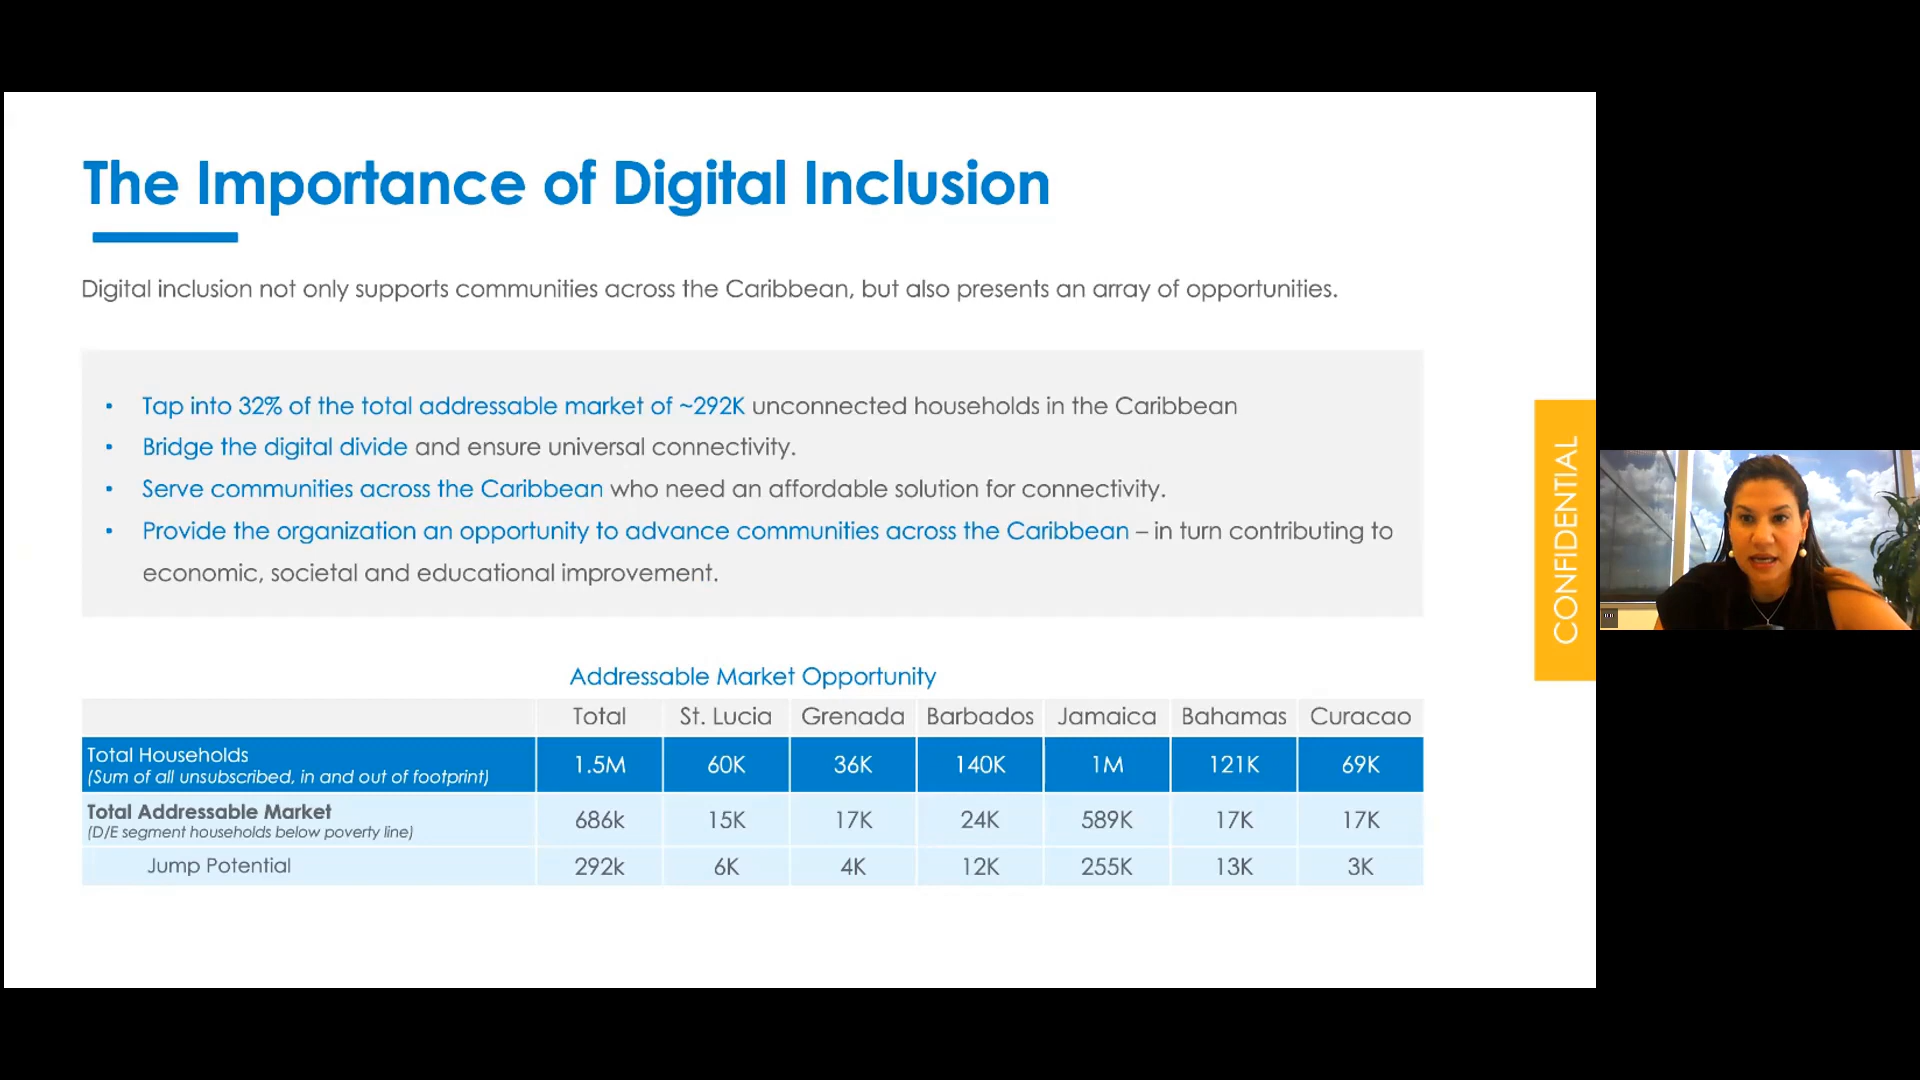 The Importance of Digital Inclusion
Digital inclusion not only supports communities across the Caribbean, but also presents an array of opportunities.
• Tap into 32% of the total addressable market of ~292K unconnected households in the Caribbean
• Bridge the digital divide and ensure universal connectivity.
• Serve communities across the Caribbean who need an affordable solution for connectivity.
• Provide the organization an opportunity to advance communities across the Caribbean – in turn contributing to
economic, societal and educational improvement.
CONFIDENTIAL
Addressable Market Opportunity
Total St. Lucia Grenada Barbados Jamaica Bahamas Curacao
Total Households
(Sum of all unsubscribed, in and out of footprint)
1.5M 60K 36K 140K 1M 121K 69K
Total Addressable Market
(D/E segment households below poverty line)
686k 15K 17K 24K 589K 17K 17K
Jump Potential 292k 6K 4K 12K 255K 13K 3K